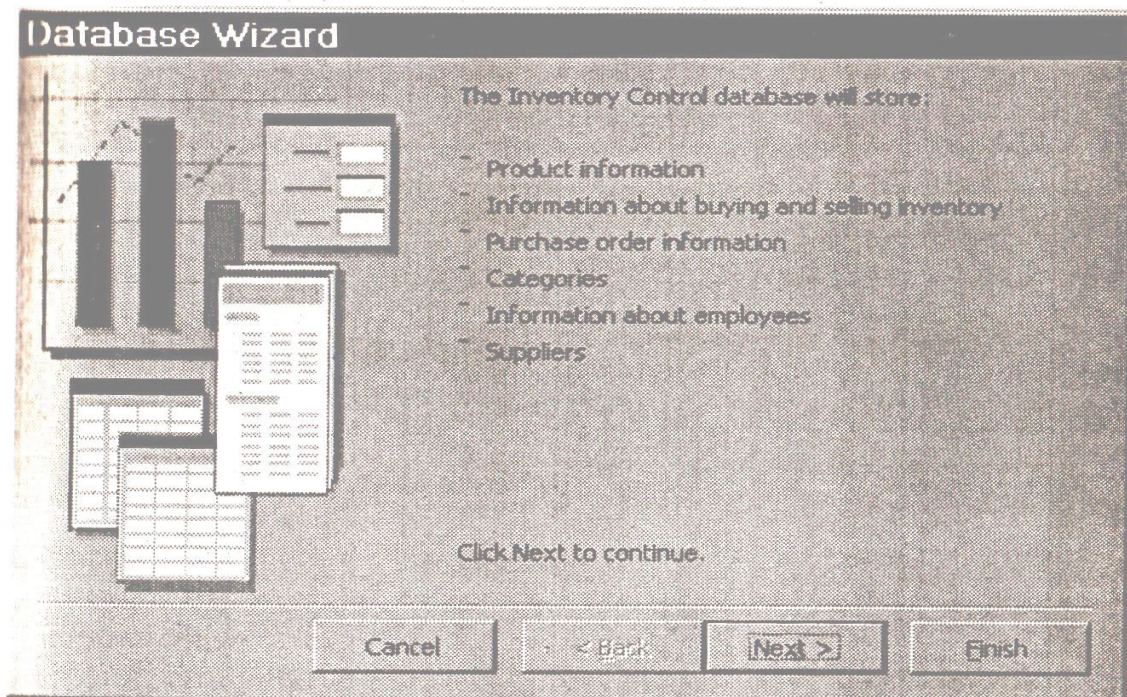 Database Wizard
The Inventory Control database will store:
- Product information
- Information about buying and selling inventory
- Purchase order information
- Categories
- Information about employees
- Suppliers
Click Next to continue.
Cancel
< Back
Next >
Finish